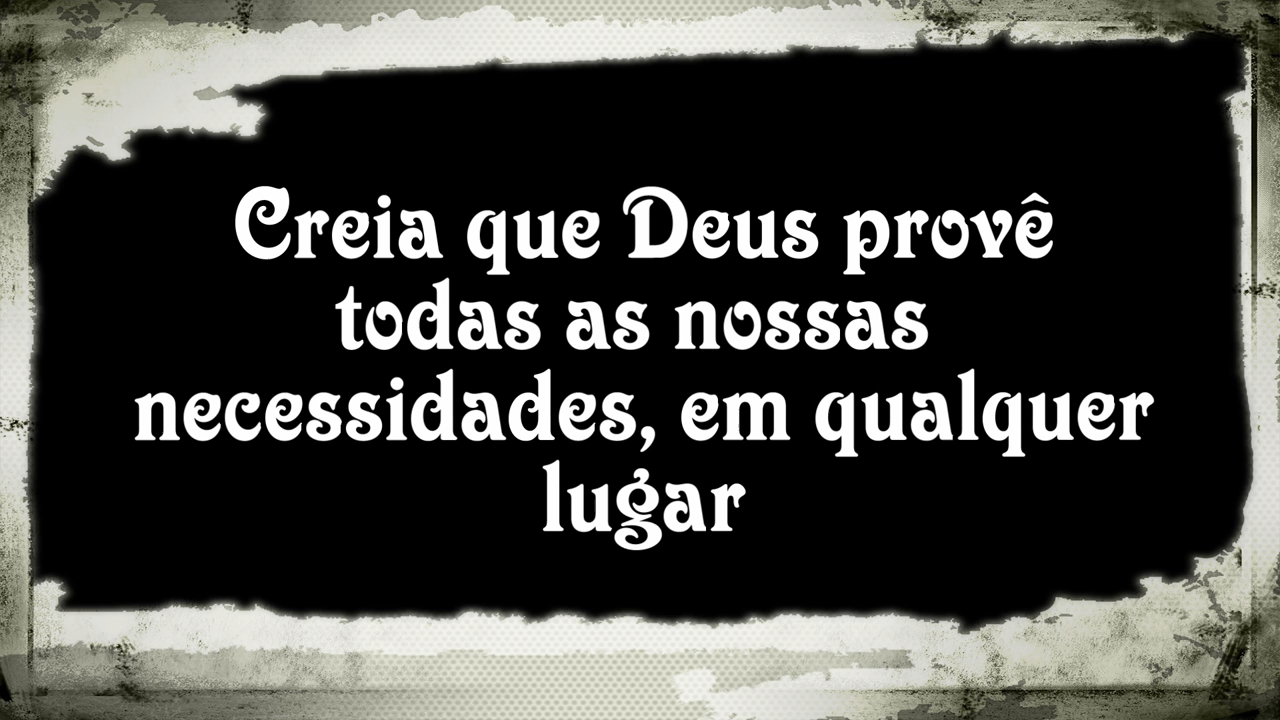 Creia que Deus provê
todas as nossas
necessidades, em qualquer
lugar